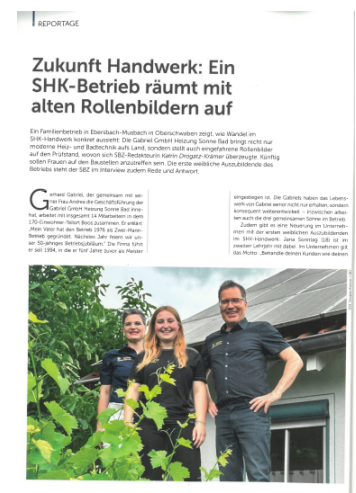 REPORTAGE
Zukunft Handwerk: Ein
SHK-Betrieb räumt mit
alten Rollenbildern auf
Ein Familienbetrieb in Ebersbach-Musbach in Oberschwaben zeigt, wie Wandel im
SHK-Handwerk konkret aussieht: Die Gabriel GmbH Heizung Sonne Bad bringt nicht nur
moderne Heiz- und Badtechnik aufs Land, sondern stellt auch eingefahrene Rollenbilder
auf den Prüfstand, wovon sich SBZ-Redakteurin Katrin Drogatz-Krämer überzeugte. Künftig
sollen Frauen auf den Baustellen anzutreffen sein. Die erste weibliche Auszubildende des
Betriebs steht der SBZ im Interview zudem Rede und Antwort.
Gerhard Gabriel, der gemeinsam mit sei-
ner Frau Andrea die Geschäftsführung der
Gabriel GmbH Heizung Sonne Bad inne-
hat, arbeitet mit insgesamt 14 Mitarbeitern in dem
170-Einwohner-Teilort Boos zusammen. Er erklärt:
„Mein Vater hat den Betrieb 1976 als Zwei-Mann-
Betrieb gegründet. Nächstes Jahr feiern wir un-
ser 50-jähriges Betriebsjubiläum.“ Die Firma führt
er seit 1994, in die er fünf Jahre zuvor als Meister
eingestiegen ist. Die Gabriels haben das Lebens-
werk von Gabriel senior nicht nur erhalten, sondern
konsequent weiterentwickelt – inzwischen arbei-
ten auch die drei gemeinsamen Söhne im Betrieb.
Zudem gibt es eine Neuerung im Unterneh-
men mit der ersten weiblichen Auszubildenden
im SHK-Handwerk: Jana Sonntag (18) ist im
zweiten Lehrjahr mit dabei. Im Unternehmen gilt
das Motto: „Behandle deinen Kunden wie deinen